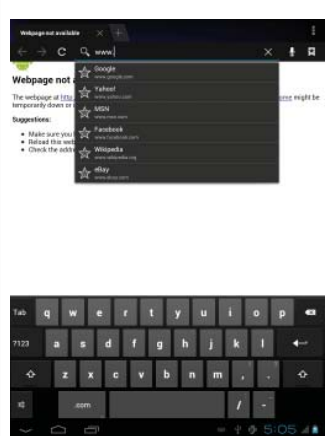 Webpage not available
www.
Google
www.google.com
Yahoo!
www.yahoo.com
MSN
www.msn.com
Facebook
www.facebook.com
Wikipedia
www.wikipedia.org
eBay
www.ebay.com
Webpage not a
The webpage at http might be
temporarily down or
Suggestions:
Make sure you
Reload this web
Check the addre
Tab q w e r t y u i o p
?123 a s d f g h j k l
z x c v b n m , .
.com / -
5:05